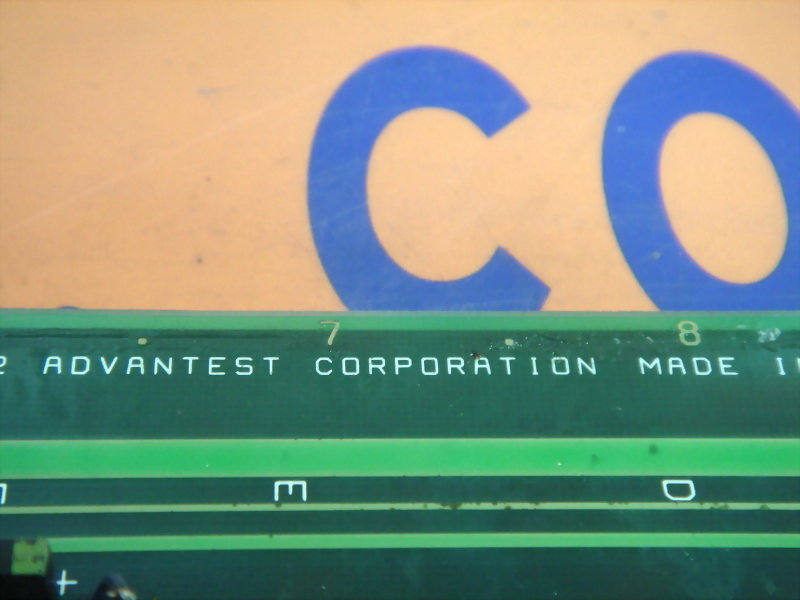 CO
7 8
ADVANTEST CORPORATION MADE
E D
+